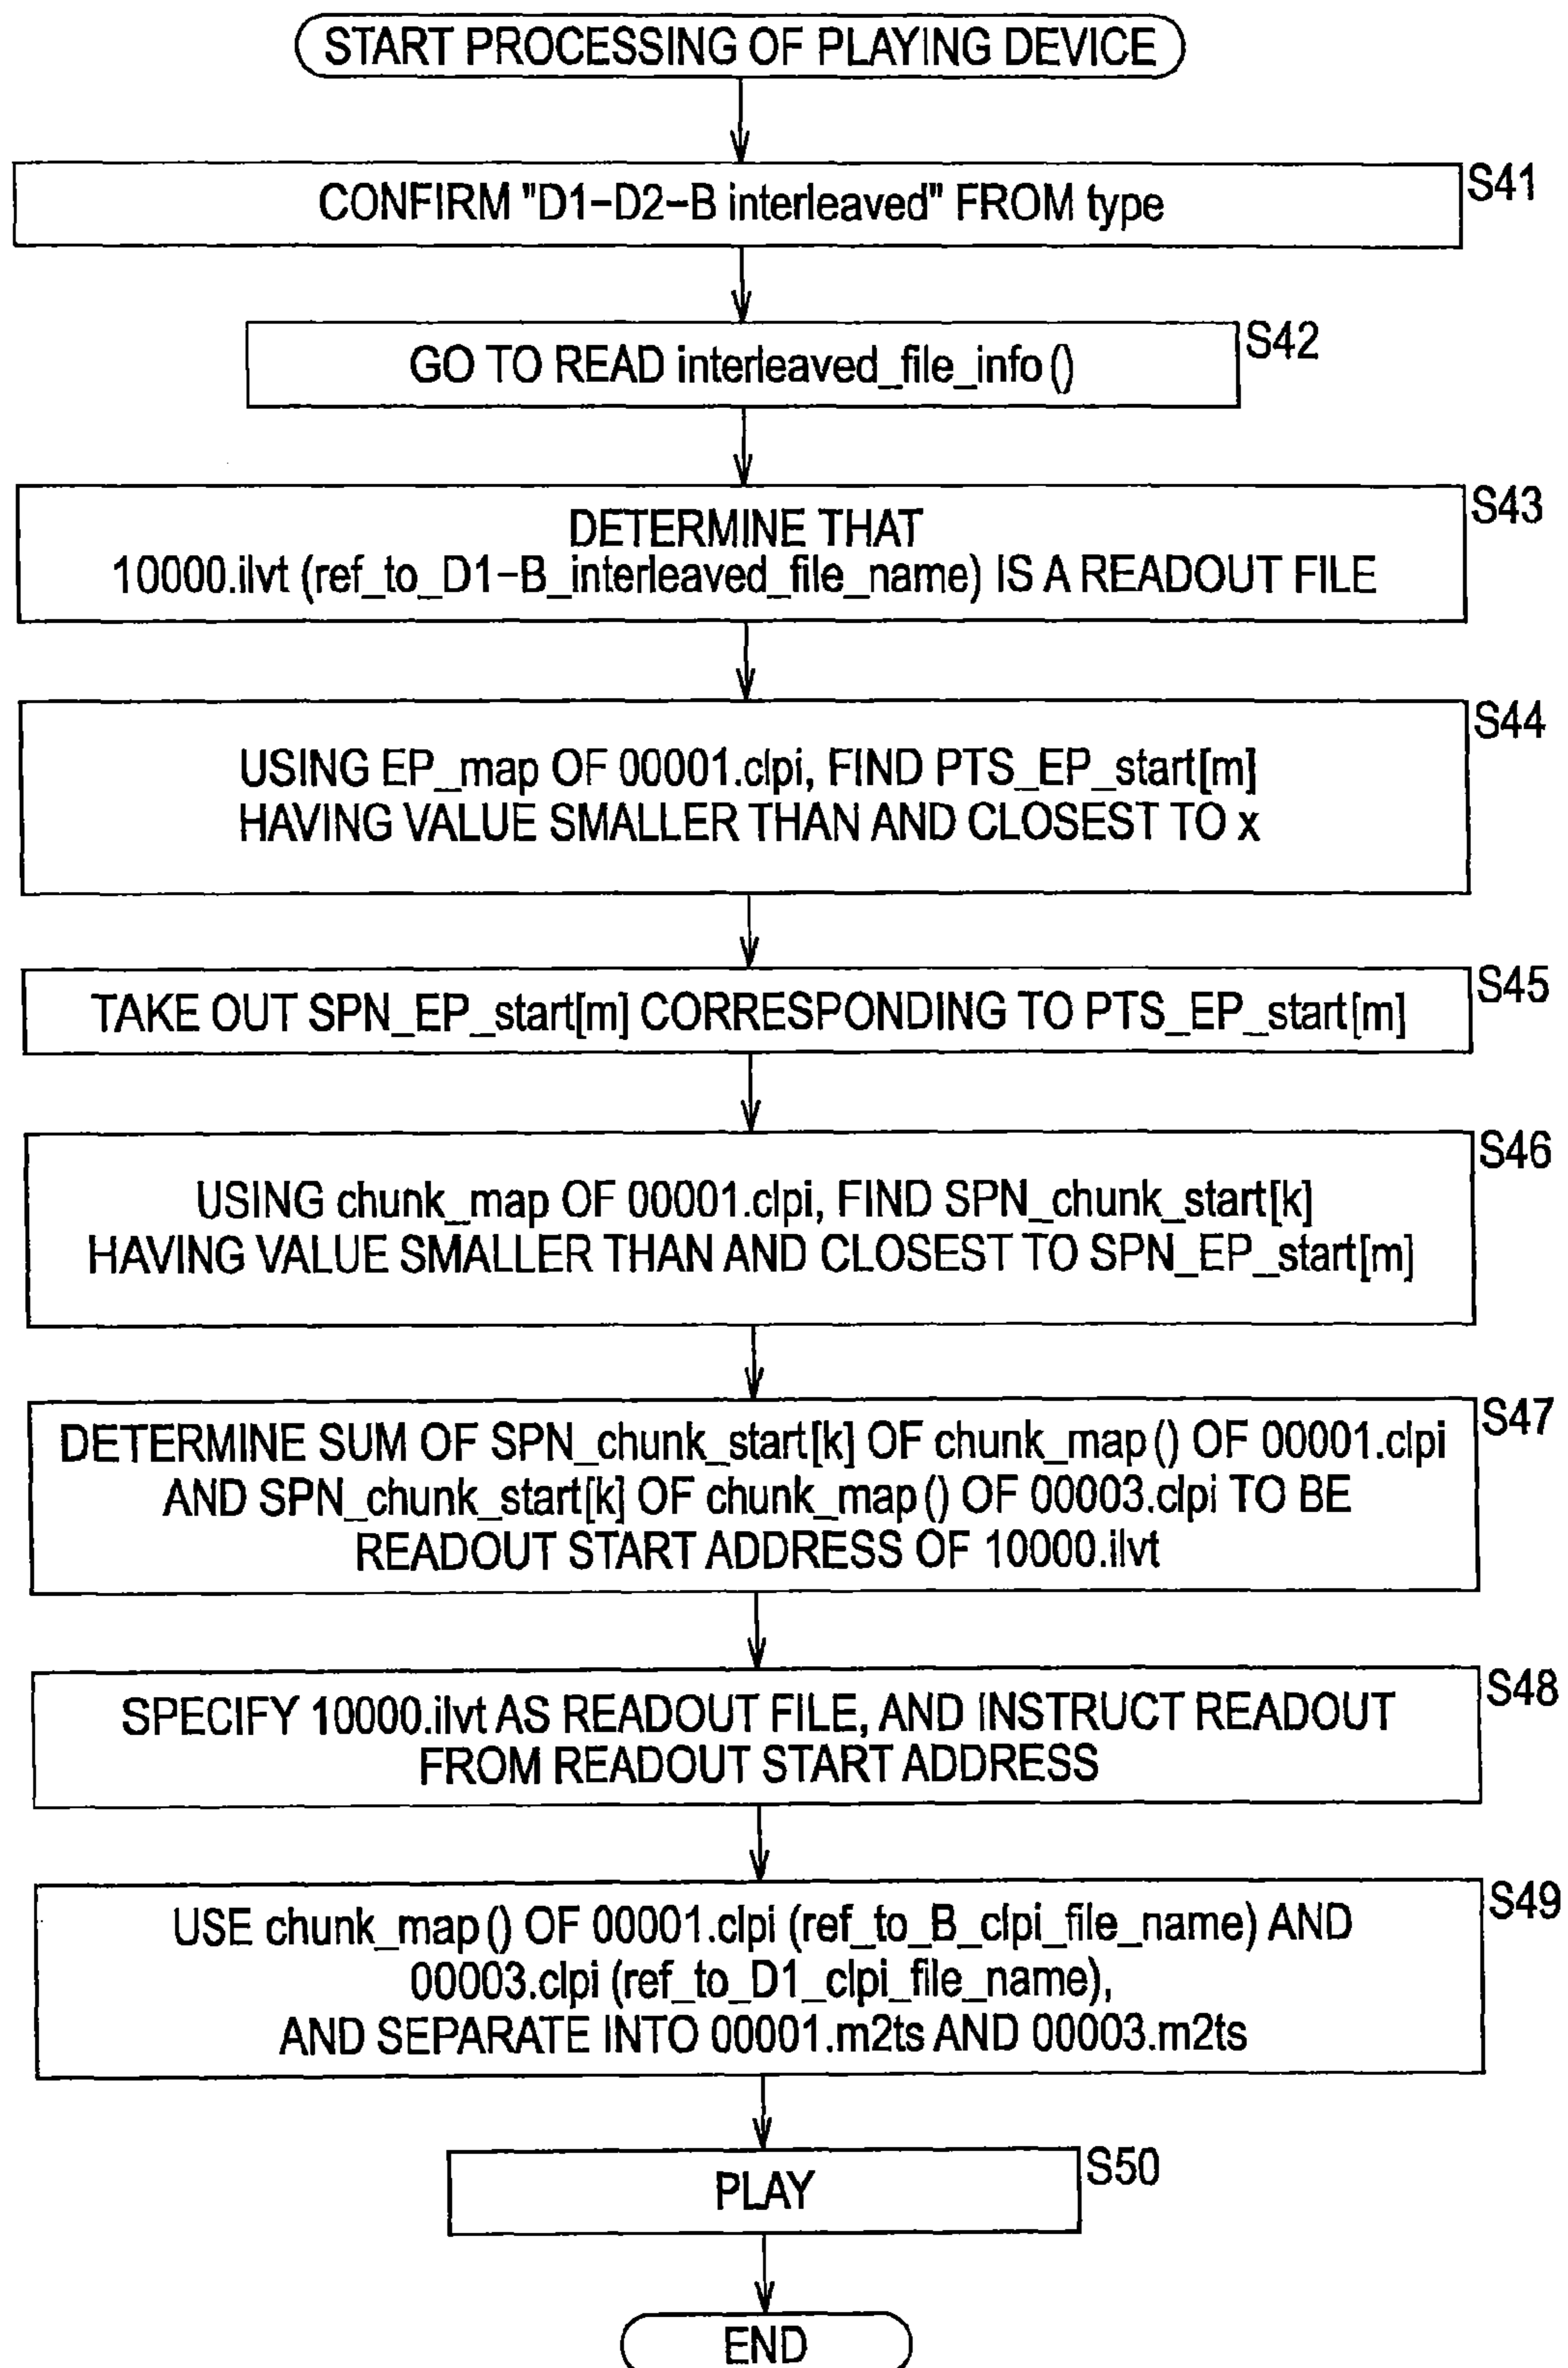 START PROCESSING OF PLAYING DEVICE
CONFIRM "D1-D2-B interleaved" FROM type
S41
GO TO READ interleaved_file_info ()
S42
DETERMINE THAT
10000.ilvt (ref_to_D1-B_interleaved_file_name) IS A READOUT FILE
S43
USING EP_map OF 00001.clpi, FIND PTS_EP_start[m]
HAVING VALUE SMALLER THAN AND CLOSEST TO x
S44
TAKE OUT SPN_EP_start[m] CORRESPONDING TO PTS_EP_start[m]
S45
USING chunk_map OF 00001.clpi, FIND SPN_chunk_start[k]
HAVING VALUE SMALLER THAN AND CLOSEST TO SPN_EP_start[m]
S46
DETERMINE SUM OF SPN_chunk_start[k] OF chunk_map () OF 00001.clpi
AND SPN_chunk_start[k] OF chunk_map () OF 00003.clpi TO BE
READOUT START ADDRESS OF 10000.ilvt
S47
SPECIFY 10000.ilvt AS READOUT FILE, AND INSTRUCT READOUT
FROM READOUT START ADDRESS
S48
USE chunk_map () OF 00001.clpi (ref_to_B_clpi_file_name) AND
00003.clpi (ref_to_D1_clpi_file_name),
AND SEPARATE INTO 00001.m2ts AND 00003.m2ts
S49
PLAY
S50
END